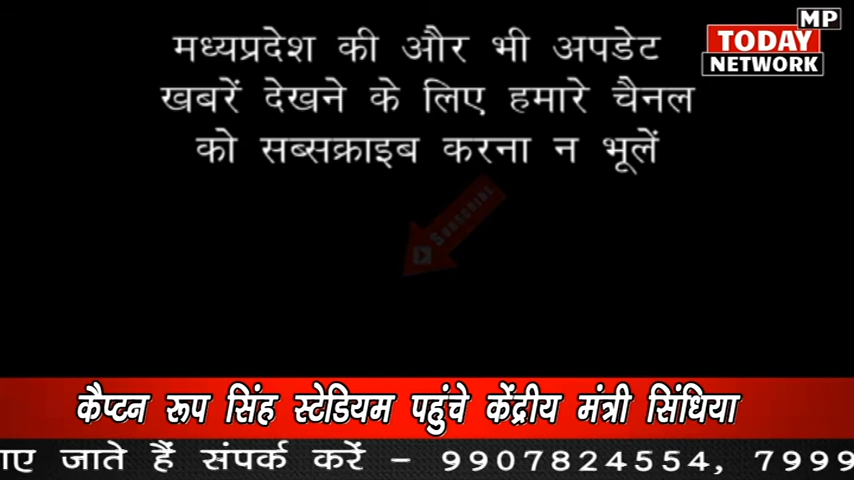 MP
TODAY
NETWORK
मध्यप्रदेश की और भी अपडेट
खबरें देखने के लिए हमारे चैनल
को सब्सक्राइब करना न भूलें
SUBSCRIBE
कैप्टन रूप सिंह स्टेडियम पहुंचे केंद्रीय मंत्री सिंधिया
जाते हैं संपर्क करें - 9907824554, 7999